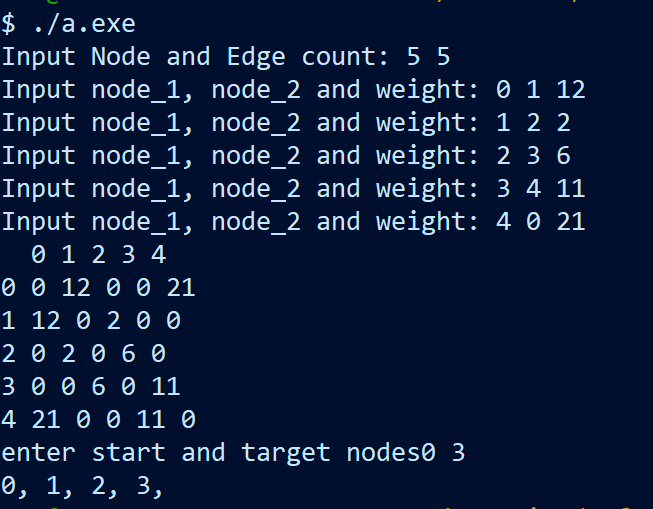 $ ./a.exe
Input Node and Edge count: 5 5
Input node_1, node_2 and weight: 0 1 12
Input node_1, node_2 and weight: 1 2 2
Input node_1, node_2 and weight: 2 3 6
Input node_1, node_2 and weight: 3 4 11
Input node_1, node_2 and weight: 4 0 21
  0 1 2 3 4
0 0 12 0 0 21
1 12 0 2 0 0
2 0 2 0 6 0
3 0 0 6 0 11
4 21 0 0 11 0
enter start and target nodes0 3
0, 1, 2, 3,